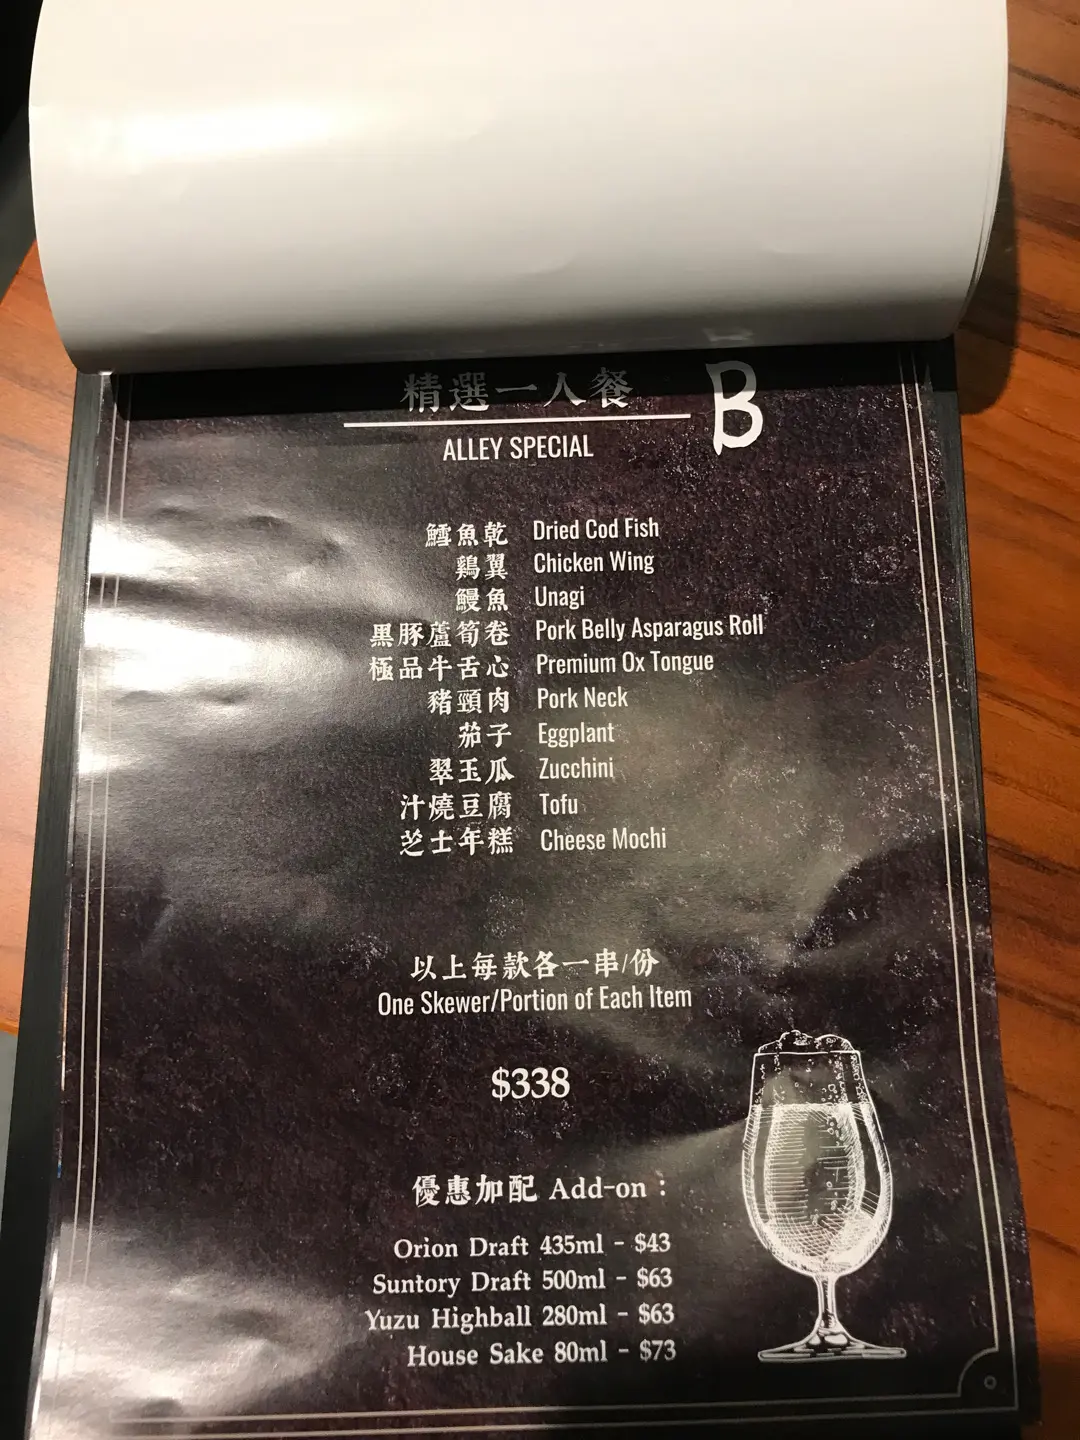 精選一人餐 B
ALLEY SPECIAL
鱈魚乾 Dried Cod Fish
鷄翼 Chicken Wing
鰻魚 Unagi
黑豚蘆筍卷 Pork Belly Asparagus Roll
極品牛舌心 Premium Ox Tongue
豬頸肉 Pork Neck
茄子 Eggplant
翠玉瓜 Zucchini
汁燒豆腐 Tofu
芝士年糕 Cheese Mochi
以上每款各一串/份
One Skewer/Portion of Each Item
$338
優惠加配 Add-on：
Orion Draft 435ml - $43
Suntory Draft 500ml - $63
Yuzu Highball 280ml - $63
House Sake 80ml - $73